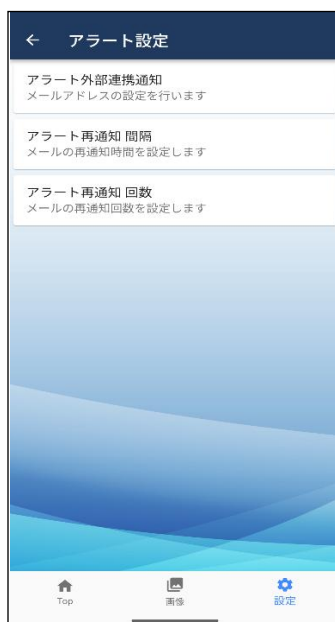 アラート設定
アラート外部連携通知
メールアドレスの設定を行います
アラート再通知 間隔
メールの再通知時間を設定します
アラート再通知 回数
メールの再通知回数を設定します
Top
画像
設定